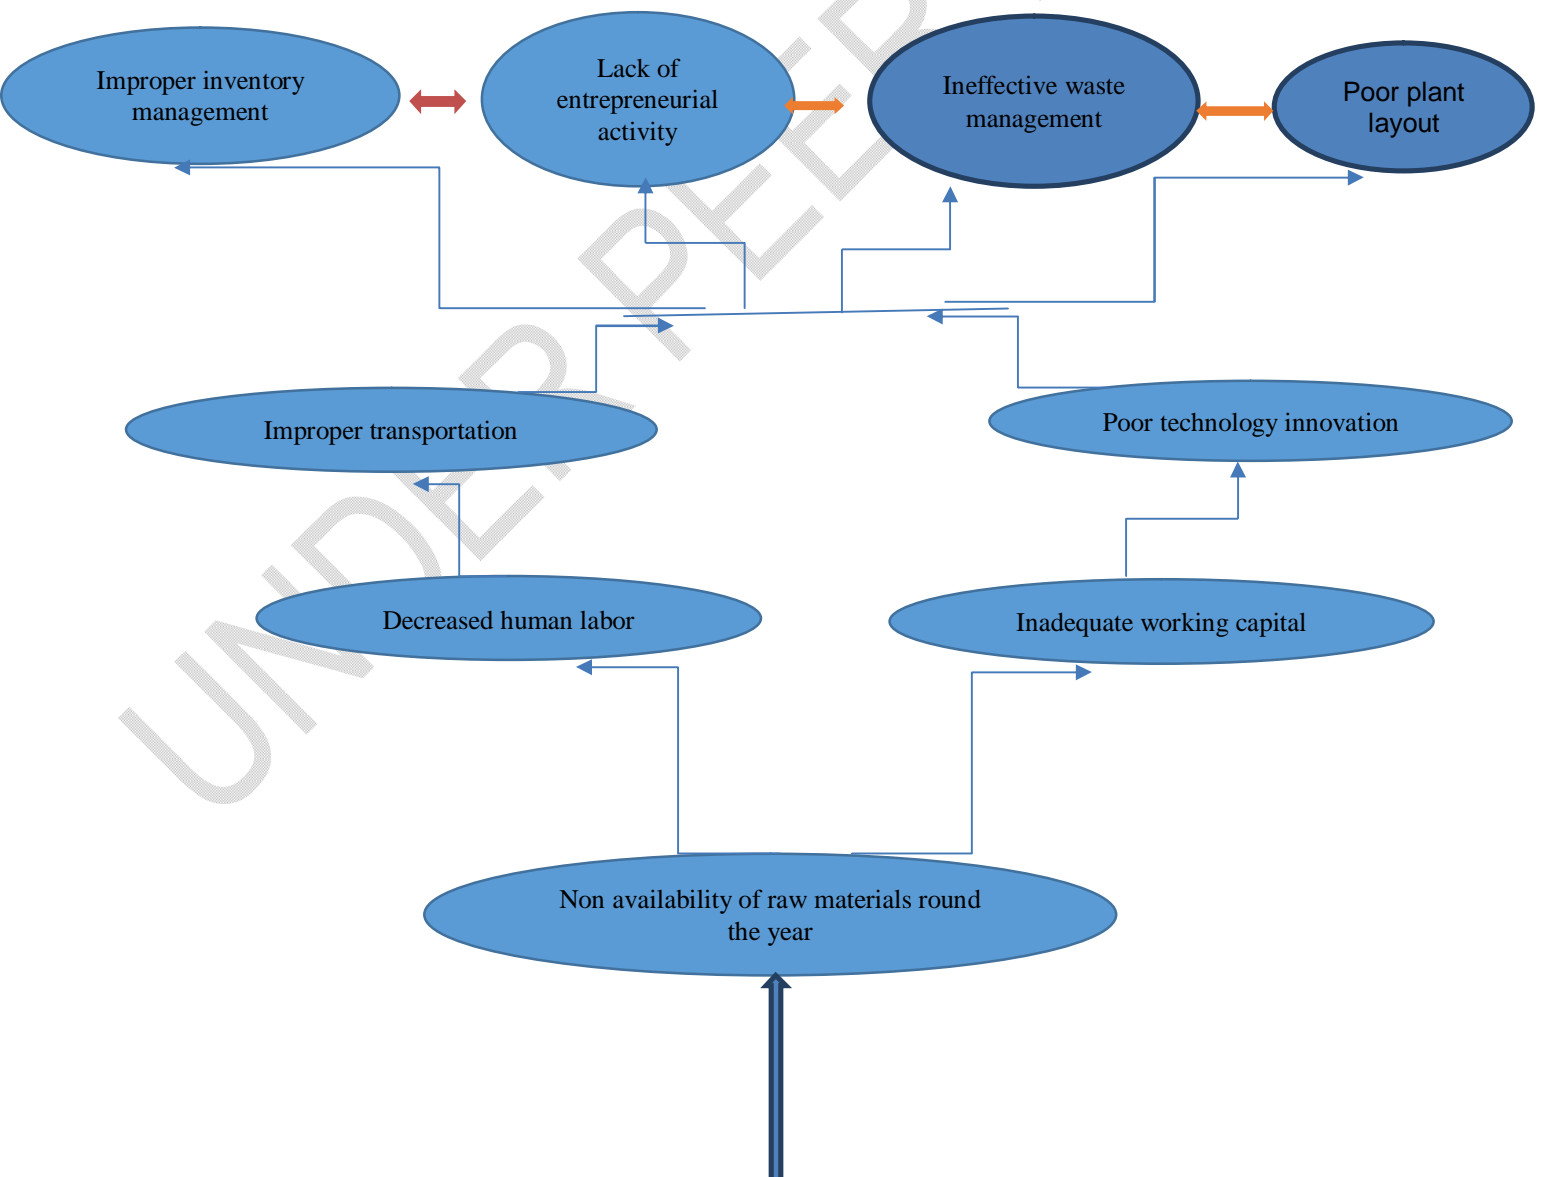 Improper inventory
management
Lack of
entrepreneurial
activity
Ineffective waste
management
Poor plant
layout
Improper transportation
Poor technology innovation
Decreased human labor
Inadequate working capital
Non availability of raw materials round
the year
UNDER PEER